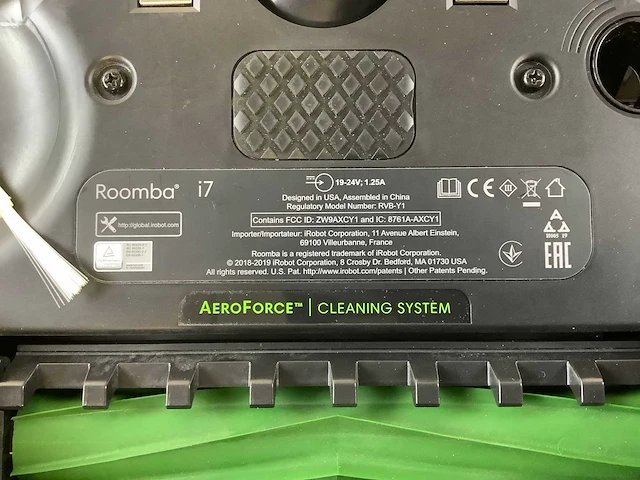 Roomba® i7
19-24V; 1.25A
Designed in USA, Assembled in China
Regulatory Model Number: RVB-Y1
http://global.irobot.com
Contains FCC ID: ZW9AXCY1 and IC: 8761A-AXCY1
Importer/Importateur: iRobot Corporation, 11 Avenue Albert Einstein,
69100 Villeurbanne, France
Roomba is a registered trademark of iRobot Corporation.
© 2018-2019 iRobot Corporation, 8 Crosby Dr. Bedford, MA 01730 USA
All rights reserved. U.S. Pat. http://www.irobot.com/patents | Other Patents Pending.
CE
III
EAC
AEROFORCE™ | CLEANING SYSTEM